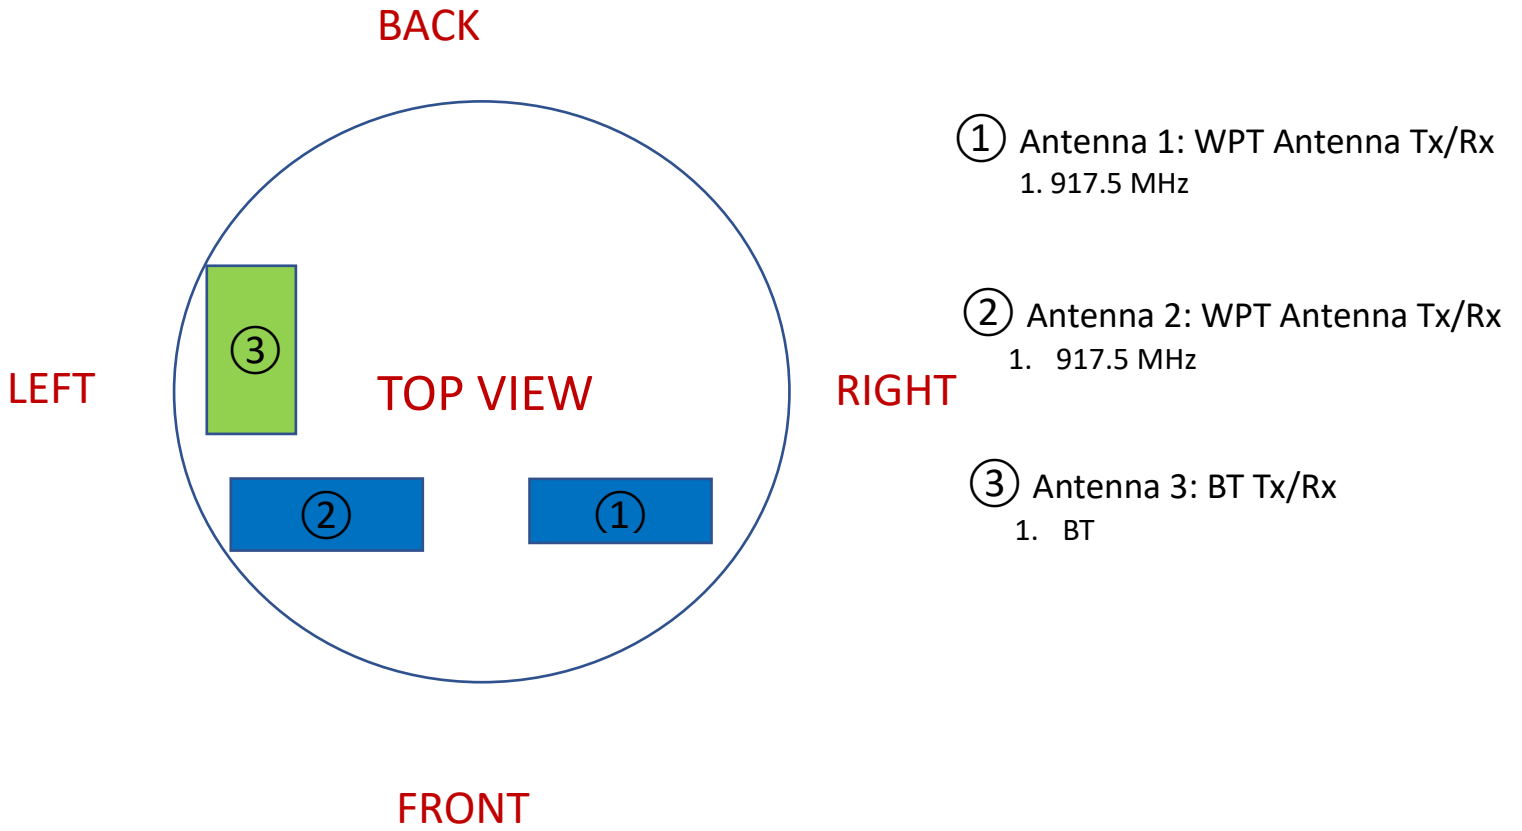 BACK
① Antenna 1: WPT Antenna Tx/Rx
1. 917.5 MHz
② Antenna 2: WPT Antenna Tx/Rx
1. 917.5 MHz
③
LEFT
TOP VIEW
RIGHT
③ Antenna 3: BT Tx/Rx
1. BT
②
①
FRONT